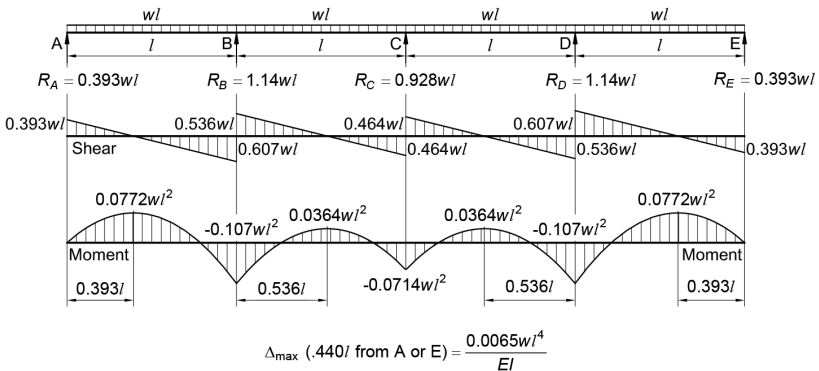 wl wl wl wl
A B C D E
l l l l
R_A = 0.393wl R_B = 1.14wl R_C = 0.928wl R_D = 1.14wl R_E = 0.393wl
0.393wl 0.536wl 0.464wl 0.607wl
Shear 0.607wl 0.464wl 0.536wl 0.393wl
0.0772wl² -0.107wl² 0.0364wl² 0.0364wl² -0.107wl² 0.0772wl²
Moment Moment
-0.0714wl²
0.393l 0.536l 0.536l 0.393l
Δmax (.440l from A or E) = 0.0065wl⁴ / EI